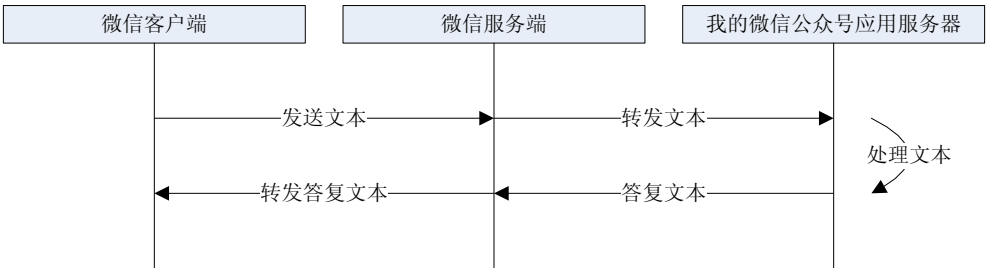 微信客户端
微信服务端
我的微信公众号应用服务器
发送文本
转发文本
处理文本
转发答复文本
答复文本